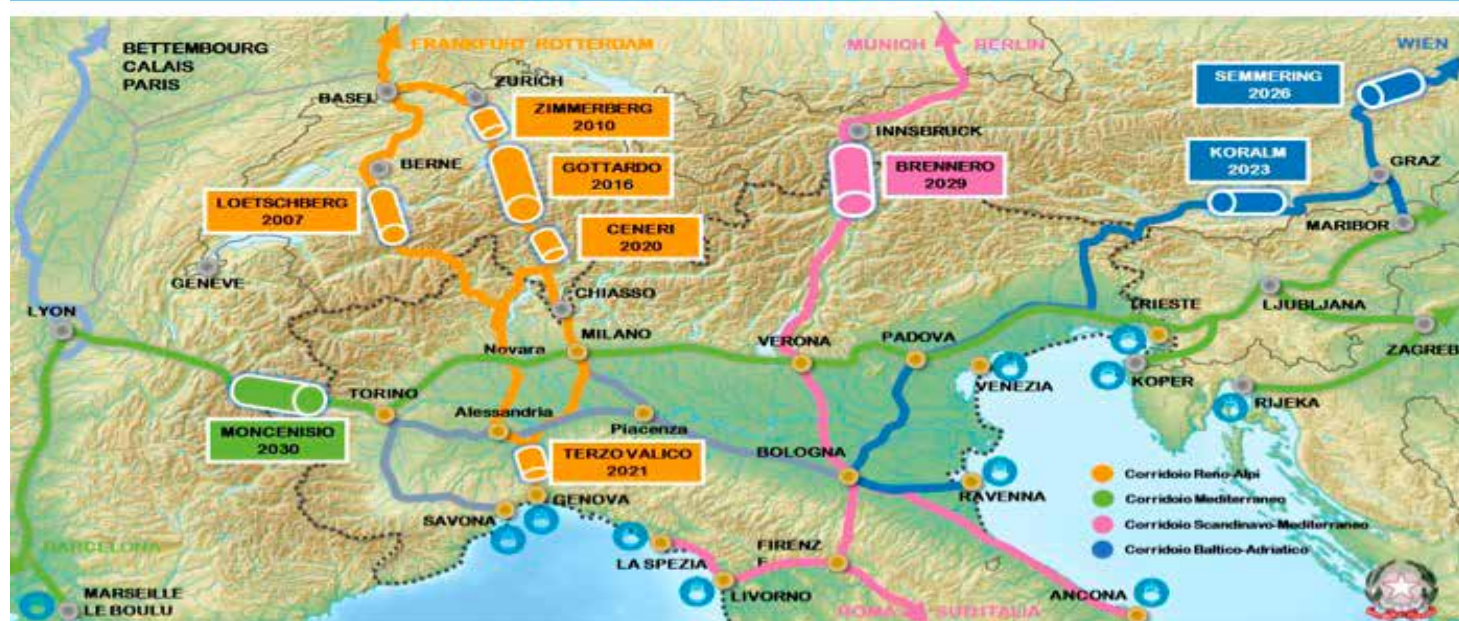 BETTEMBOURG
CALAIS
PARIS
FRANKFURT ROTTERDAM
MUNICH
BERLIN
WIEN
SEMMERING
2026
BASEL
ZURICH
ZIMMERBERG
2010
INNSBRUCK
BERNE
GOTTARDO
2016
BRENNERO
2029
KORALM
2023
GRAZ
LOETSCHBERG
2007
CENERI
2020
MARIBOR
GENEVE
CHIASSO
LJUBLJANA
LYON
TRIESTE
MILANO
Novara
VERONA
PADOVA
ZAGREB
TORINO
VENEZIA
KOPER
RIJEKA
Alessandria
Piacenza
MONCENISIO
2030
TERZO VALICO
2021
BOLOGNA
GENOVA
RAVENNA
SAVONA
Corridoio Reno-Alpi
Corridoio Mediterraneo
Corridoio Scandinavo-Mediterraneo
Corridoio Baltico-Adriatico
BARCELONA
LA SPEZIA
FIRENZ
E
MARSEILLE
LE BOULU
LIVORNO
ROMA
SUD ITALIA
ANCONA